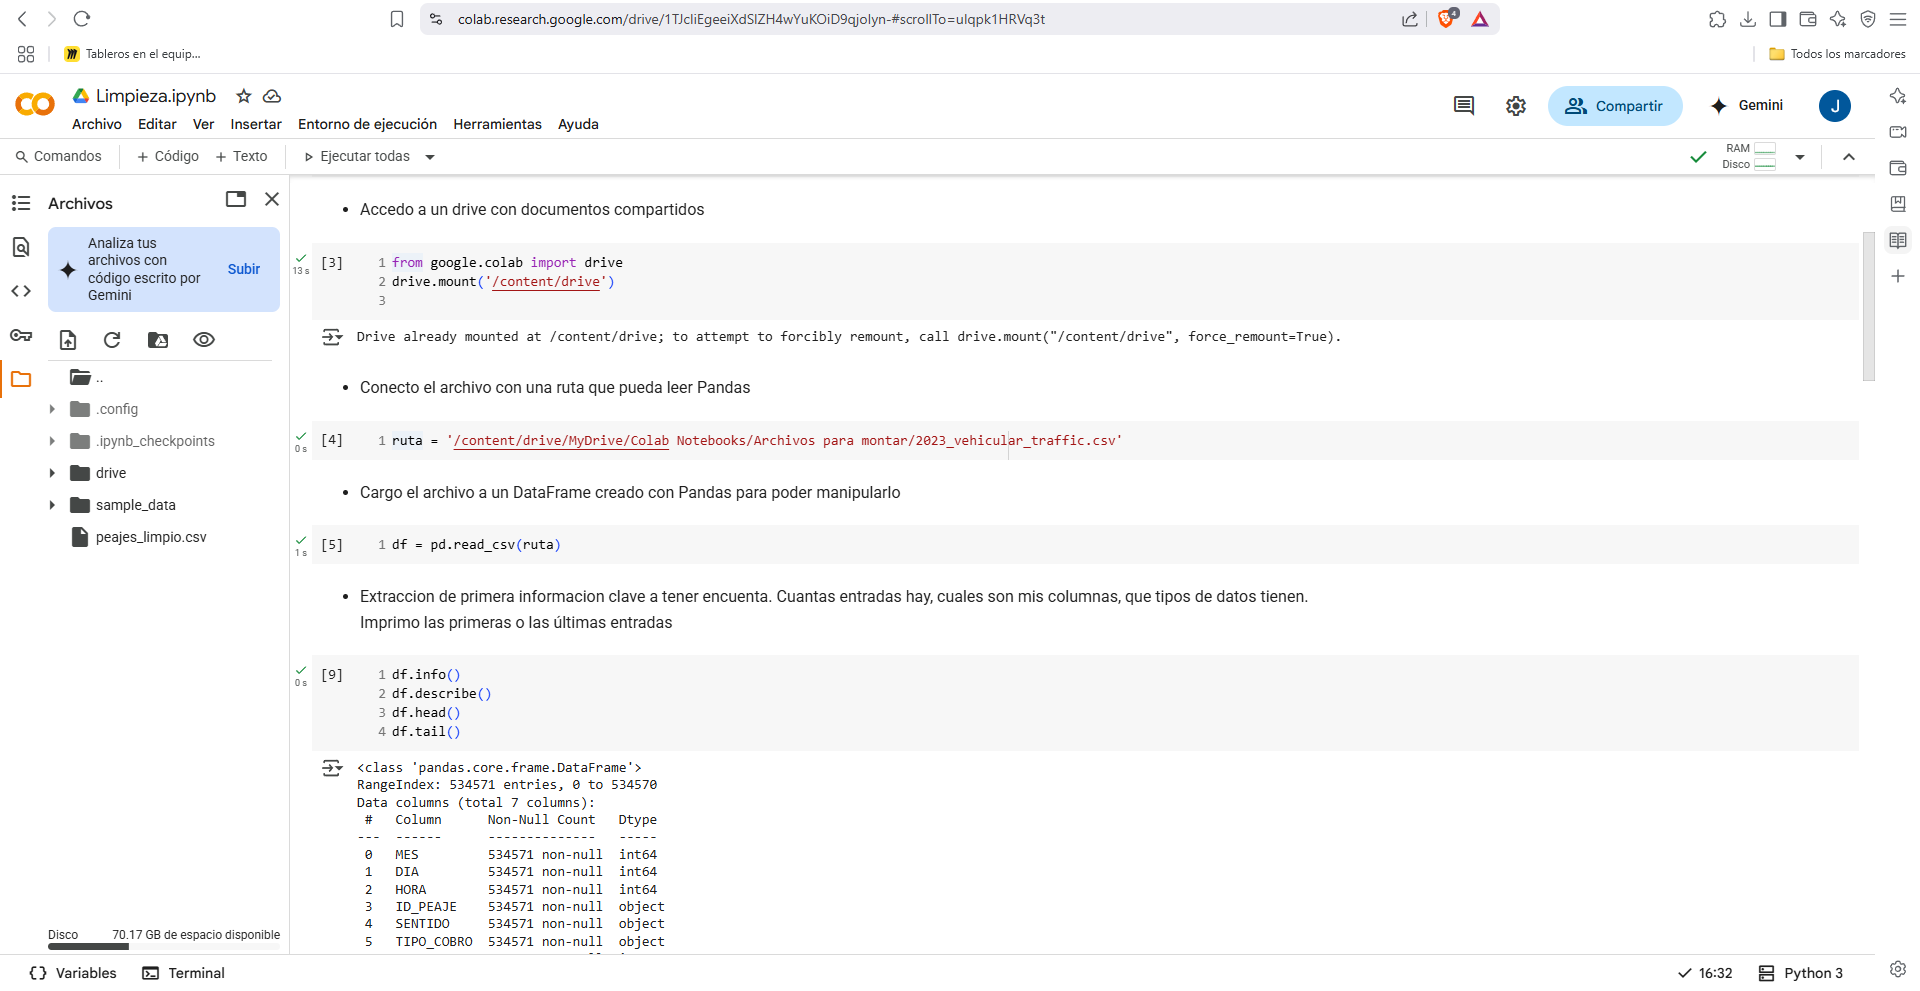 colab.research.google.com/drive/1TJcIiEgeeiXdSIZH4wYuKOiD9qjolyn-#scrollTo=ulqpk1HRVq3t
4
Tableros en el equip...
Todos los marcadores
Limpieza.ipynb
Archivo Editar Ver Insertar Entorno de ejecución Herramientas Ayuda
Compartir
Gemini
J
Comandos + Código + Texto Ejecutar todas
RAM
Disco
Archivos
Analiza tus
archivos con
código escrito por
Gemini
Subir
..
.config
.ipynb_checkpoints
drive
sample_data
peajes_limpio.csv
Disco 70.17 GB de espacio disponible
• Accedo a un drive con documentos compartidos
13 s
[3] 1 from google.colab import drive
2 drive.mount('/content/drive')
3
Drive already mounted at /content/drive; to attempt to forcibly remount, call drive.mount("/content/drive", force_remount=True).
• Conecto el archivo con una ruta que pueda leer Pandas
0 s
[4] 1 ruta = '/content/drive/MyDrive/Colab Notebooks/Archivos para montar/2023_vehicular_traffic.csv'
• Cargo el archivo a un DataFrame creado con Pandas para poder manipularlo
1 s
[5] 1 df = pd.read_csv(ruta)
• Extraccion de primera informacion clave a tener encuenta. Cuantas entradas hay, cuales son mis columnas, que tipos de datos tienen.
Imprimo las primeras o las últimas entradas
0 s
[9] 1 df.info()
2 df.describe()
3 df.head()
4 df.tail()
<class 'pandas.core.frame.DataFrame'>
RangeIndex: 534571 entries, 0 to 534570
Data columns (total 7 columns):
# Column Non-Null Count Dtype
--- ------ -------------- -----
0 MES 534571 non-null int64
1 DIA 534571 non-null int64
2 HORA 534571 non-null int64
3 ID_PEAJE 534571 non-null object
4 SENTIDO 534571 non-null object
5 TIPO_COBRO 534571 non-null object
Variables Terminal
16:32 Python 3